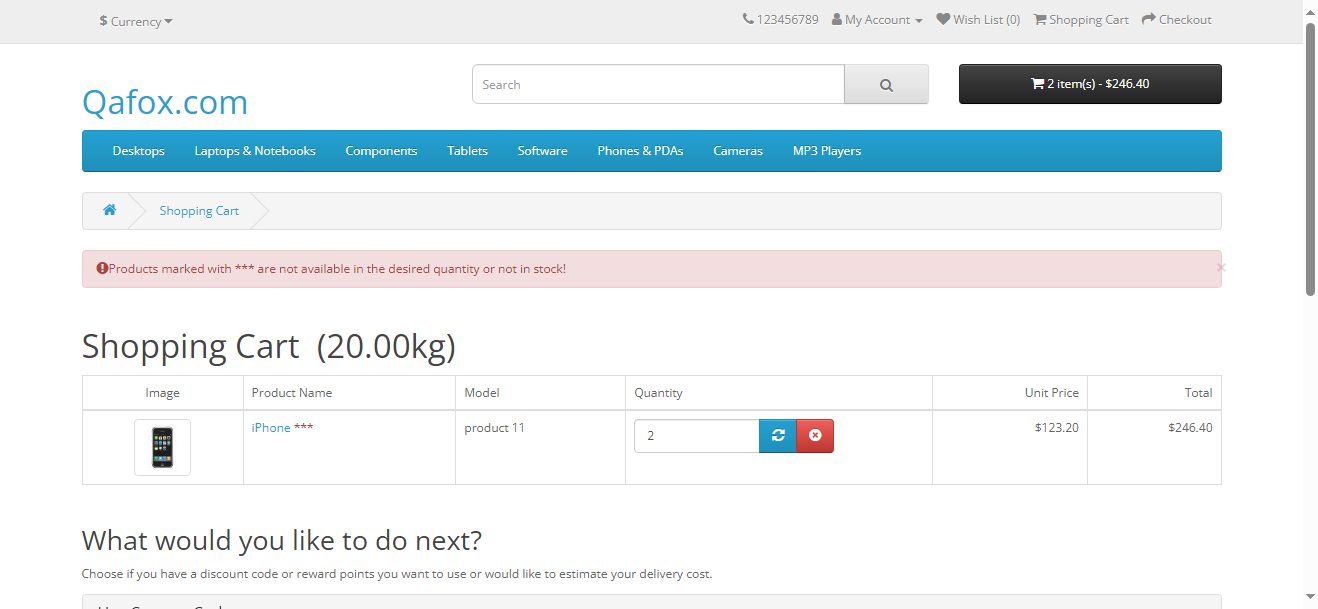 $ Currency
123456789 My Account Wish List (0) Shopping Cart Checkout
Qafox.com
Search
2 item(s) - $246.40
Desktops Laptops & Notebooks Components Tablets Software Phones & PDAs Cameras MP3 Players
Shopping Cart
Products marked with *** are not available in the desired quantity or not in stock!
×
Shopping Cart (20.00kg)
Image Product Name Model Quantity Unit Price Total
iPhone *** product 11 2 $123.20 $246.40
What would you like to do next?
Choose if you have a discount code or reward points you want to use or would like to estimate your delivery cost.